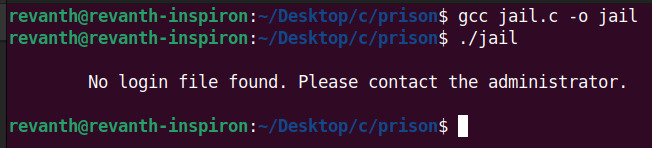 revanth@revanth-inspiron:~/Desktop/c/prison$ gcc jail.c -o jail
revanth@revanth-inspiron:~/Desktop/c/prison$ ./jail
No login file found. Please contact the administrator.
revanth@revanth-inspiron:~/Desktop/c/prison$